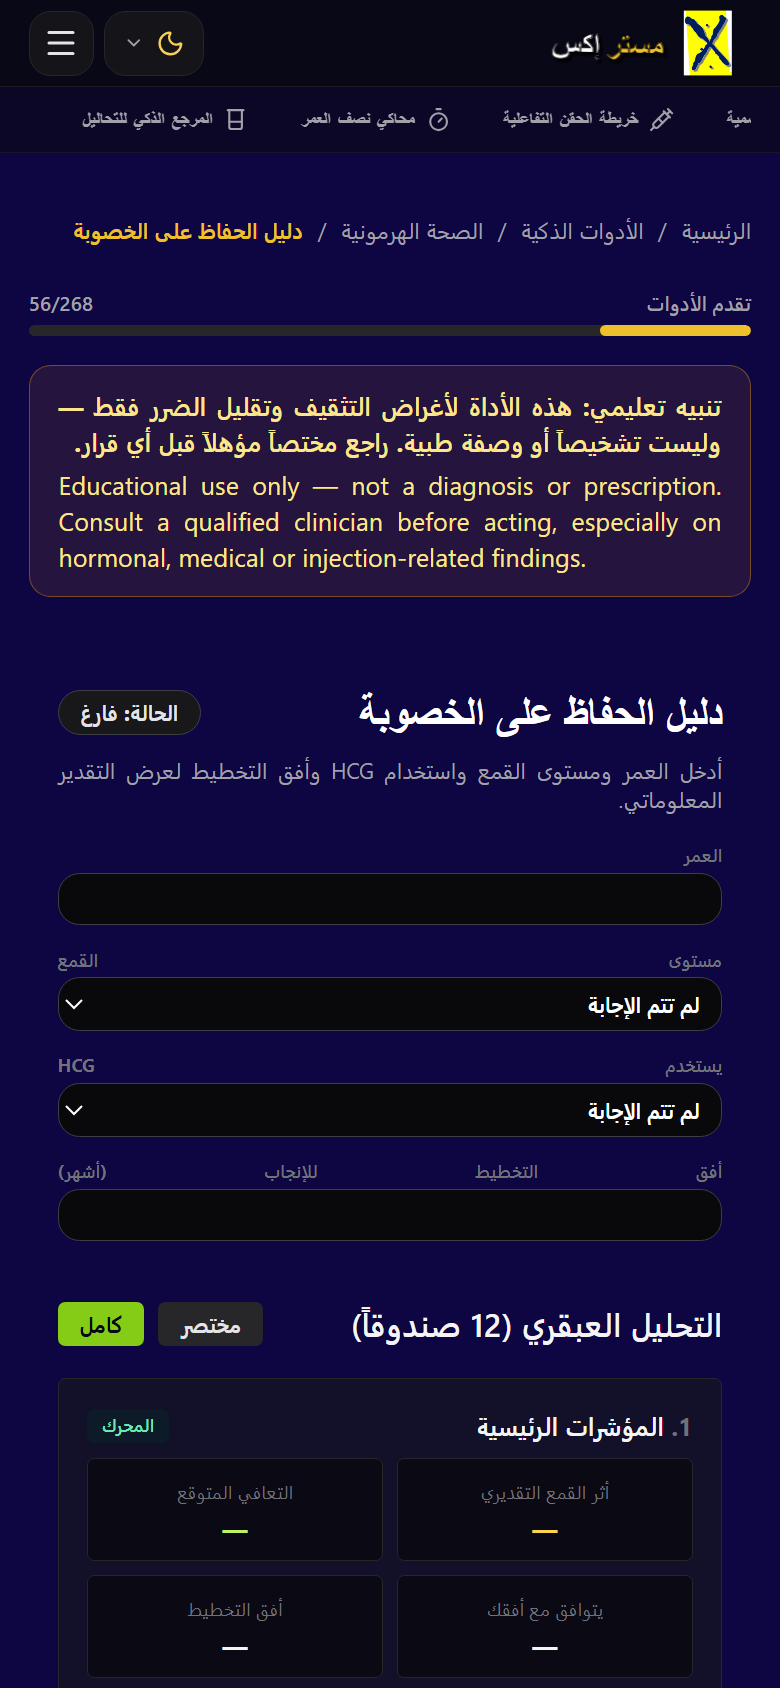 مستر إكس
سمية
خريطة الحقن التفاعلية
محاكي نصف العمر
المرجع الذكي للتحاليل
الرئيسية / الأدوات الذكية / الصحة الهرمونية / دليل الحفاظ على الخصوبة
تقدم الأدوات
56/268
تنبيه تعليمي: هذه الأداة لأغراض التثقيف وتقليل الضرر فقط —
وليست تشخيصاً أو وصفة طبية. راجع مختصاً مؤهلاً قبل أي قرار.
Educational use only — not a diagnosis or prescription.
Consult a qualified clinician before acting, especially on
hormonal, medical or injection-related findings.
دليل الحفاظ على الخصوبة
الحالة: فارغ
أدخل العمر ومستوى القمع واستخدام HCG وأفق التخطيط لعرض التقدير
المعلوماتي.
العمر
مستوى القمع
لم تتم الإجابة
يستخدم HCG
لم تتم الإجابة
أفق التخطيط للإنجاب (أشهر)
التحليل العبقري (12 صندوقاً)
مختصر
كامل
1. المؤشرات الرئيسية
المحرك
أثر القمع التقديري
—
التعافي المتوقع
—
يتوافق مع أفقك
—
أفق التخطيط
—